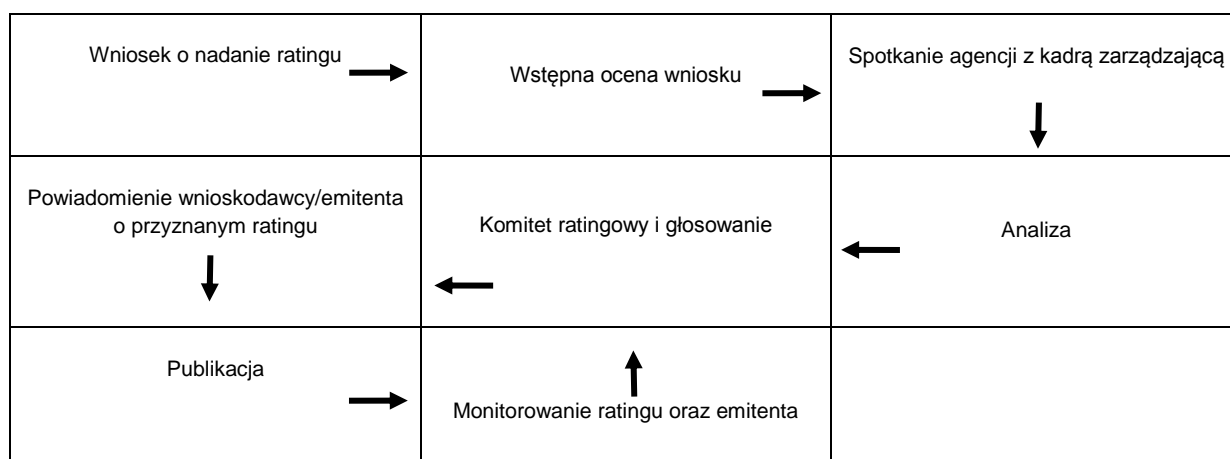 Wniosek o nadanie ratingu
Wstępna ocena wniosku
Spotkanie agencji z kadrą zarządzającą
Powiadomienie wnioskodawcy/emitenta
o przyznanym ratingu
Komitet ratingowy i głosowanie
Analiza
Publikacja
Monitorowanie ratingu oraz emitenta